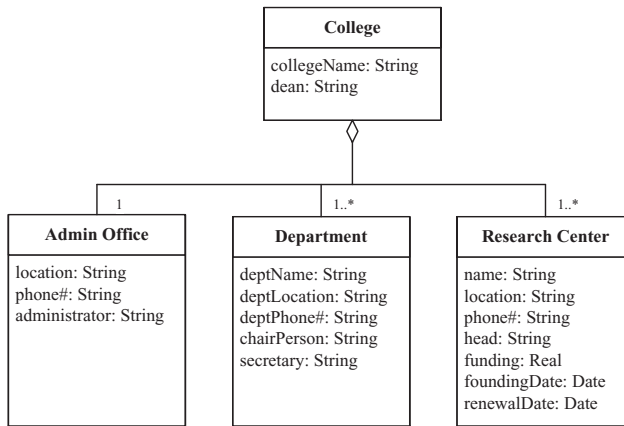 College
collegeName: String
dean: String
1
1..*
1..*
Admin Office
location: String
phone#: String
administrator: String
Department
deptName: String
deptLocation: String
deptPhone#: String
chairPerson: String
secretary: String
Research Center
name: String
location: String
phone#: String
head: String
funding: Real
foundingDate: Date
renewalDate: Date